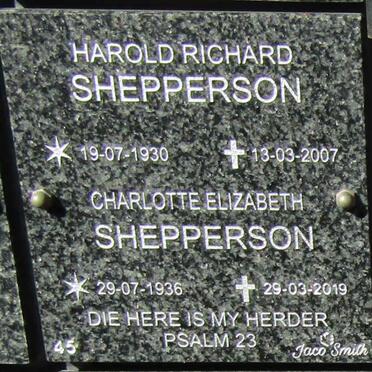 HAROLD RICHARD
SHEPPERSON
19-07-1930 13-03-2007
CHARLOTTE ELIZABETH
SHEPPERSON
29-07-1936 29-03-2019
DIE HERE IS MY HERDER
PSALM 23
45
Jaco Smith